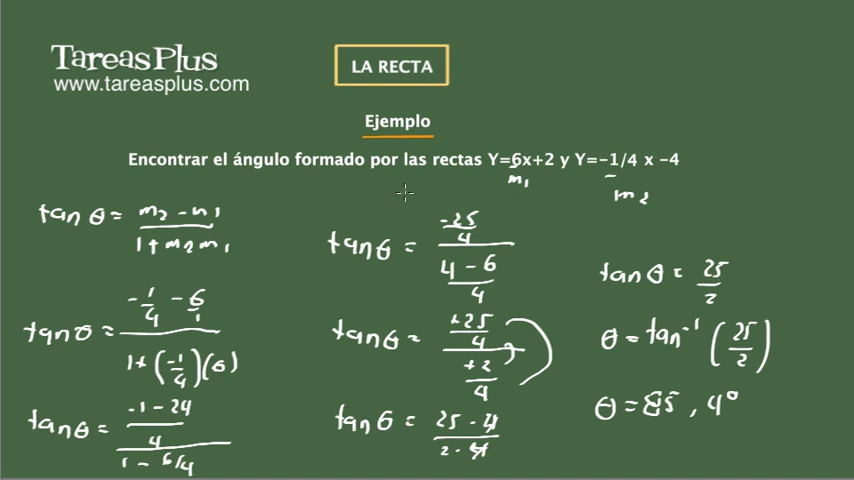 TareasPlus
www.tareasplus.com
LA RECTA
Ejemplo
Encontrar el ángulo formado por las rectas Y=6x+2 y Y=-1/4 x -4
m₁
m₂
tan θ = (m₂ - m₁) / (1 + m₂ m₁)
tan θ = (-1/4 - 6/1) / (1 + (-1/4)(6))
tan θ = ((-1 - 24)/4) / (1 - 6/4)
tan θ = (-25/4) / ((4 - 6)/4)
tan θ = (+25/4) / (+2/4)
tan θ = (25 · 4) / (2 · 4)
tan θ = 25/2
θ = tan⁻¹ (25/2)
θ = 85,4°